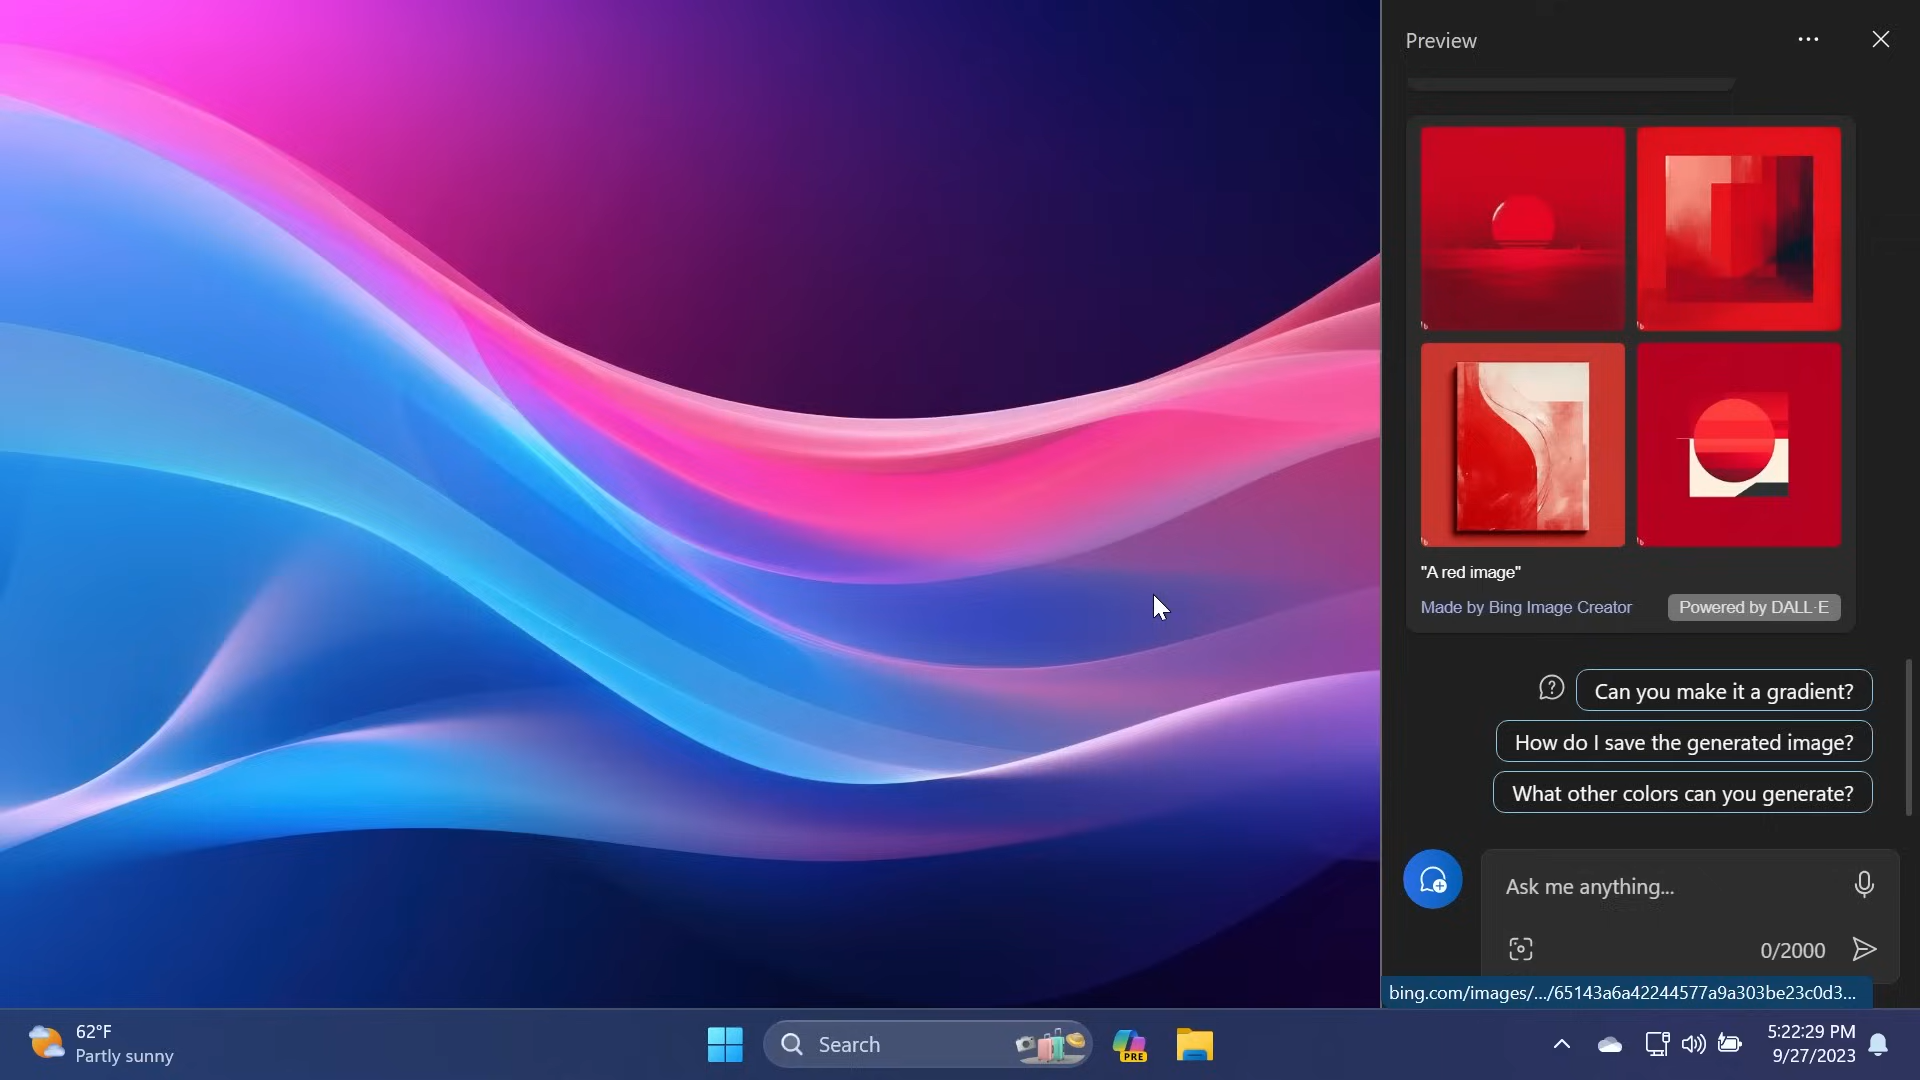 Preview
"A red image"
Made by Bing Image Creator
Powered by DALL·E
Can you make it a gradient?
How do I save the generated image?
What other colors can you generate?
Ask me anything...
0/2000
bing.com/images/.../65143a6a42244577a9a303be23c0d3...
62°F
Partly sunny
Search
PRE
5:22:29 PM
9/27/2023